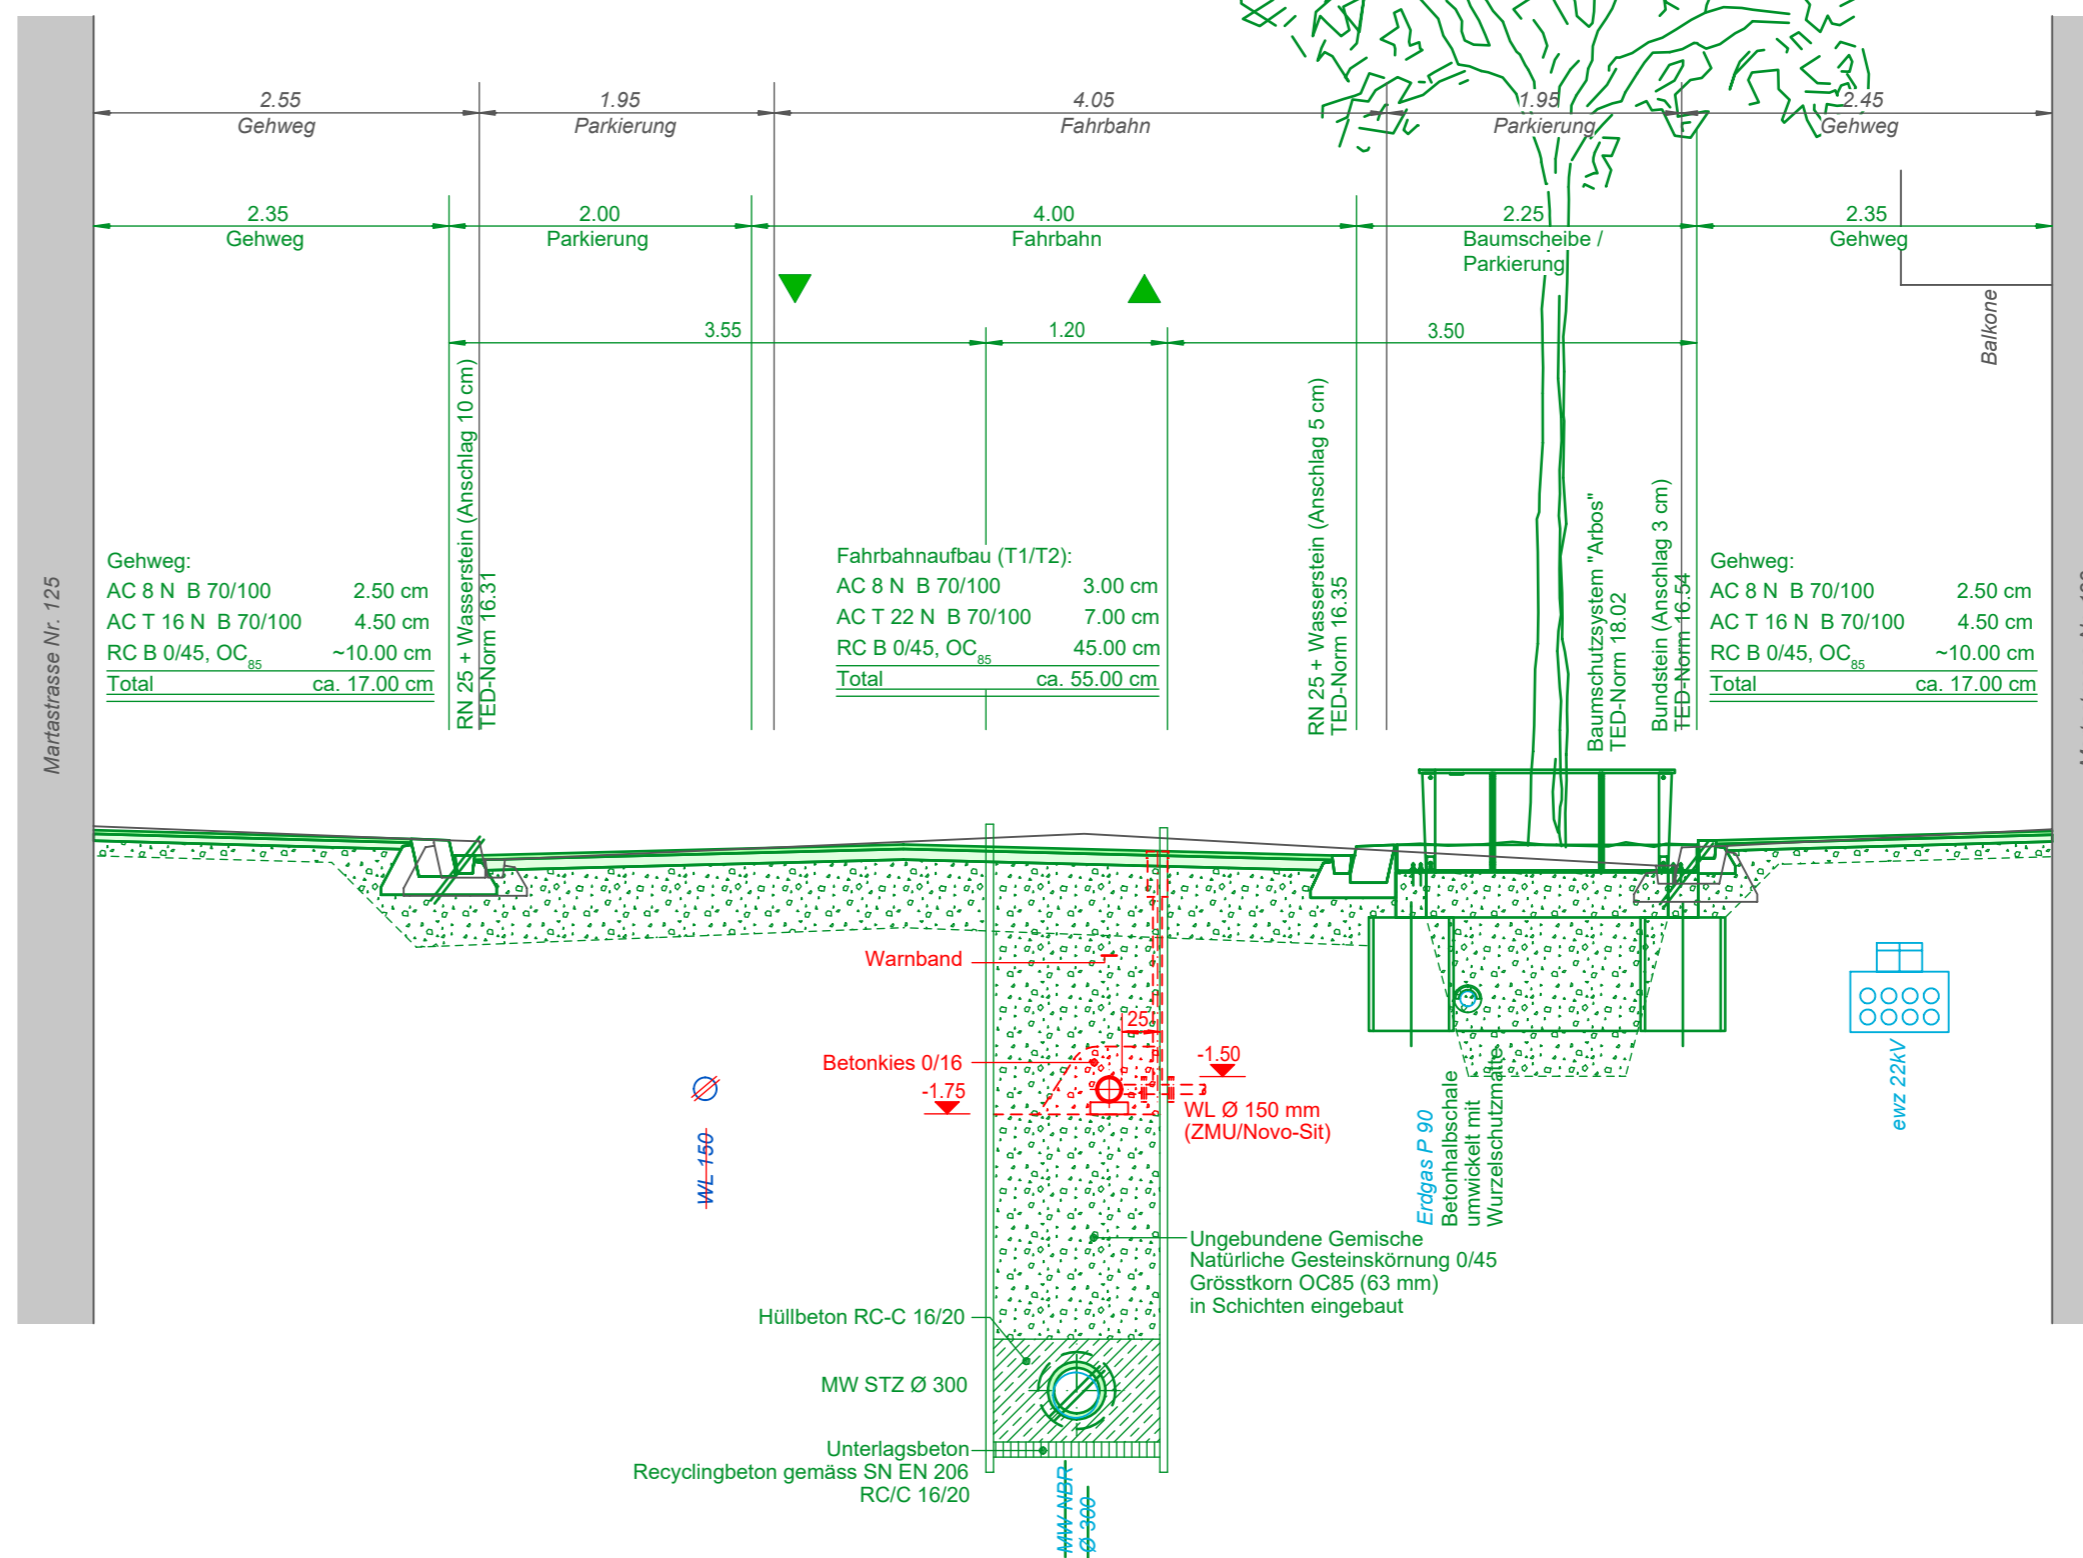 2.55
Gehweg
1.95
Parkierung
4.05
Fahrbahn
1.95
Parkierung
2.45
Gehweg
2.35
Gehweg
2.00
Parkierung
4.00
Fahrbahn
2.25
Baumscheibe /
Parkierung
2.35
Gehweg
3.55
1.20
3.50
Balkone
Martastrasse Nr. 125
Gehweg:
AC 8 N B 70/100 2.50 cm
AC T 16 N B 70/100 4.50 cm
RC B 0/45, OC85 ~10.00 cm
Total ca. 17.00 cm
RN 25 + Wasserstein (Anschlag 10 cm)
TED-Norm 16.31
Fahrbahnaufbau (T1/T2):
AC 8 N B 70/100 3.00 cm
AC T 22 N B 70/100 7.00 cm
RC B 0/45, OC85 45.00 cm
Total ca. 55.00 cm
RN 25 + Wasserstein (Anschlag 5 cm)
TED-Norm 16.35
Baumschutzsystem "Arbos"
TED-Norm 18.02
Bundstein (Anschlag 3 cm)
TED-Norm 16.54
Gehweg:
AC 8 N B 70/100 2.50 cm
AC T 16 N B 70/100 4.50 cm
RC B 0/45, OC85 ~10.00 cm
Total ca. 17.00 cm
Warnband
25
Betonkies 0/16
-1.50
-1.75
WL Ø 150 mm
(ZMU/Novo-Sit)
WL 150
Erdgas P 90
Betonhalbschale
umwickelt mit
Wurzelschutzmatte
ewz 22kV
Ungebundene Gemische
Natürliche Gesteinskörnung 0/45
Grösstkorn OC85 (63 mm)
in Schichten eingebaut
Hüllbeton RC-C 16/20
MW STZ Ø 300
Unterlagsbeton
Recyclingbeton gemäss SN EN 206
RC/C 16/20
MW NBR
Ø 300